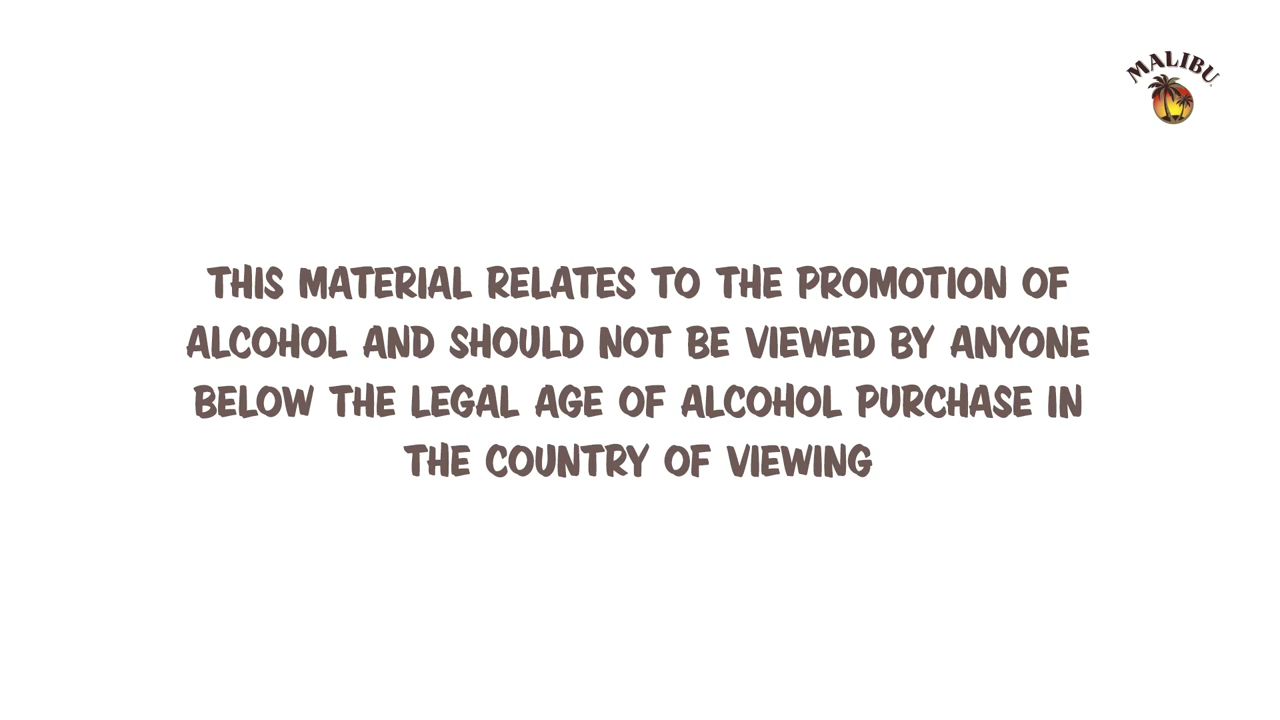 MALIBU
THIS MATERIAL RELATES TO THE PROMOTION OF
ALCOHOL AND SHOULD NOT BE VIEWED BY ANYONE
BELOW THE LEGAL AGE OF ALCOHOL PURCHASE IN
THE COUNTRY OF VIEWING